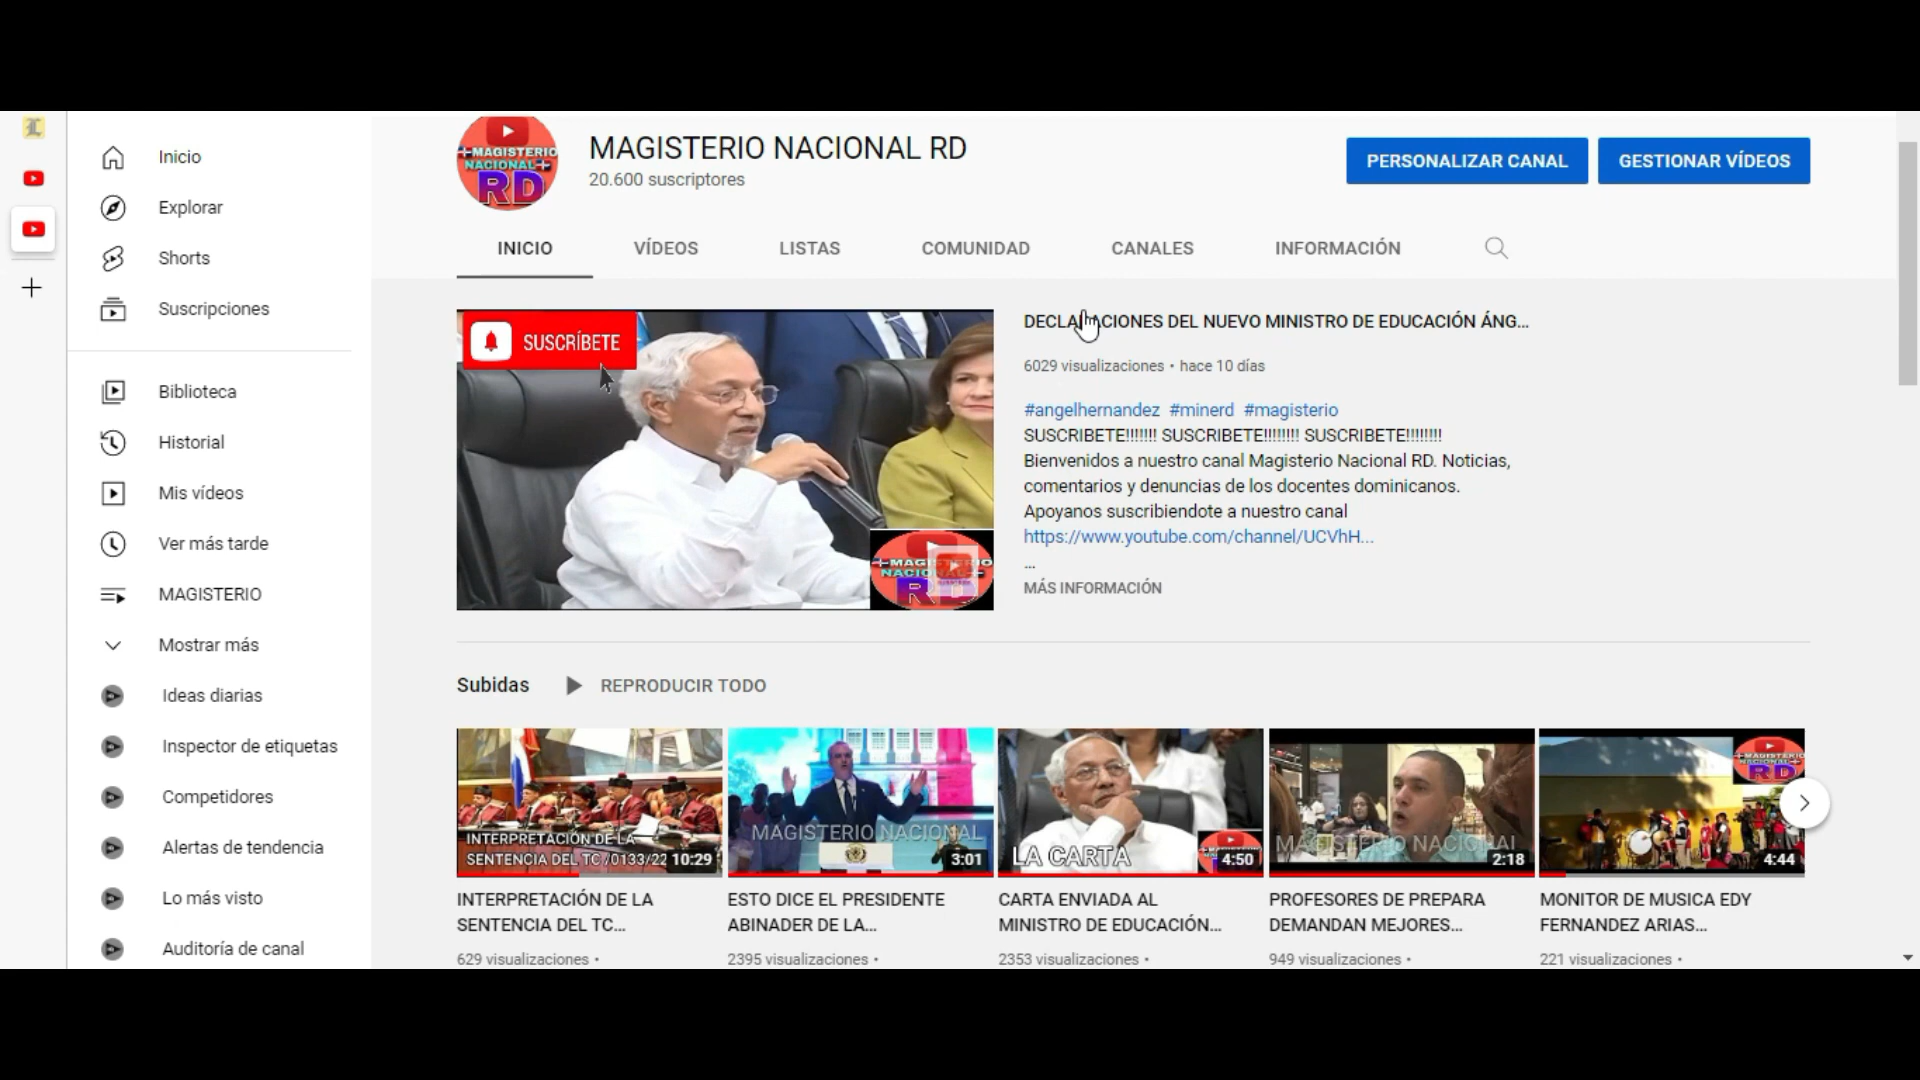 Inicio
Explorar
Shorts
Suscripciones
Biblioteca
Historial
Mis vídeos
Ver más tarde
MAGISTERIO
Mostrar más
Ideas diarias
Inspector de etiquetas
Competidores
Alertas de tendencia
Lo más visto
Auditoría de canal
MAGISTERIO
NACIONAL
RD
MAGISTERIO NACIONAL RD
20.600 suscriptores
PERSONALIZAR CANAL
GESTIONAR VÍDEOS
INICIO
VÍDEOS
LISTAS
COMUNIDAD
CANALES
INFORMACIÓN
SUSCRÍBETE
DECLARACIONES DEL NUEVO MINISTRO DE EDUCACIÓN ÁNG...
6029 visualizaciones • hace 10 días
#angelhernandez #minerd #magisterio
SUSCRIBETE!!!!!!! SUSCRIBETE!!!!!!!! SUSCRIBETE!!!!!!!!
Bienvenidos a nuestro canal Magisterio Nacional RD. Noticias,
comentarios y denuncias de los docentes dominicanos.
Apoyanos suscribiendote a nuestro canal
https://www.youtube.com/channel/UCVhH...
...
MÁS INFORMACIÓN
Subidas
REPRODUCIR TODO
INTERPRETACIÓN DE LA
SENTENCIA DEL TC/0133/22
10:29
MAGISTERIO NACIONAL
3:01
LA CARTA
4:50
MAGISTERIO NACIONAL
2:18
4:44
INTERPRETACIÓN DE LA
SENTENCIA DEL TC...
629 visualizaciones •
ESTO DICE EL PRESIDENTE
ABINADER DE LA...
2395 visualizaciones •
CARTA ENVIADA AL
MINISTRO DE EDUCACIÓN...
2353 visualizaciones •
PROFESORES DE PREPARA
DEMANDAN MEJORES...
949 visualizaciones •
MONITOR DE MUSICA EDY
FERNANDEZ ARIAS...
221 visualizaciones •